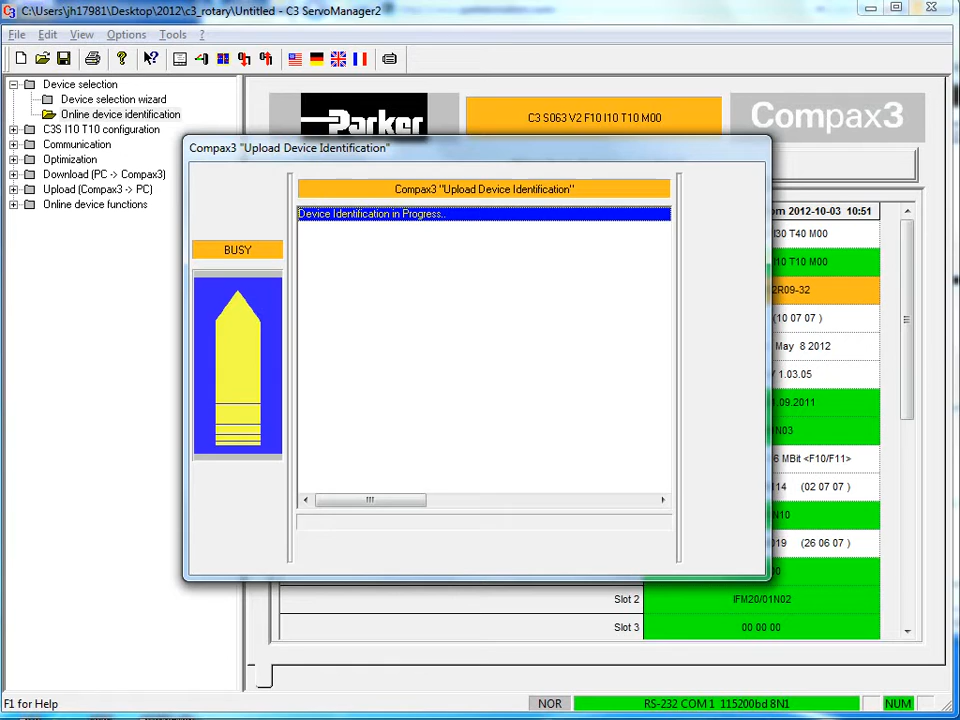 C:\Users\jh17981\Desktop\2012\c3_rotary\Untitled - C3 ServoManager2
File Edit View Options Tools ?
Device selection
Device selection wizard
Online device identification
C3S I10 T10 configuration
Communication
Optimization
Download (PC -> Compax3)
Upload (Compax3 -> PC)
Online device functions
Parker
C3 S063 V2 F10 I10 T10 M00
Compax3
Compax3 "Upload Device Identification"
Compax3 "Upload Device Identification"
Device Identification in Progress..
BUSY
om 2012-10-03 10:51
I30 T40 M00
I10 T10 M00
2R09-32
(10 07 07 )
May 8 2012
1.03.05
1.09.2011
N03
6 MBit <F10/F11>
14 (02 07 07 )
N10
019 (26 06 07 )
00
Slot 2 IFM20/01N02
Slot 3 00 00 00
F1 for Help
NOR
RS-232 COM 1 115200bd 8N1
NUM